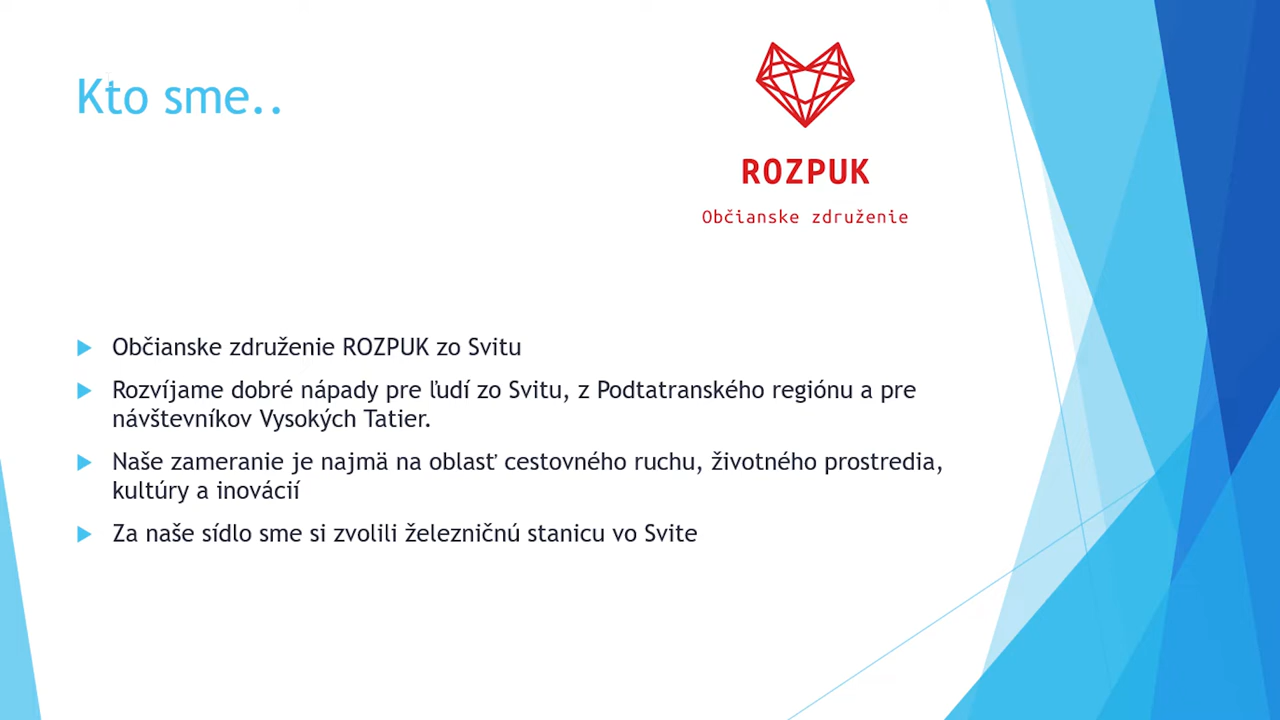 Kto sme..
ROZPUK
Občianske združenie
Občianske združenie ROZPUK zo Svitu
Rozvíjame dobré nápady pre ľudí zo Svitu, z Podtatranského regiónu a pre
návštevníkov Vysokých Tatier.
Naše zameranie je najmä na oblasť cestovného ruchu, životného prostredia,
kultúry a inovácií
Za naše sídlo sme si zvolili železničnú stanicu vo Svite